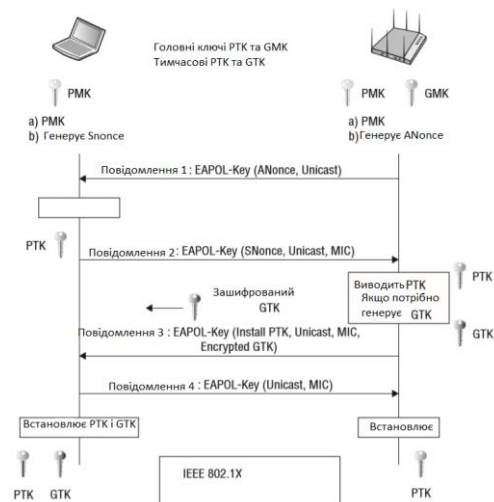 Головні ключі PTK та GMK
Тимчасові PTK та GTK
PMK
PMK
GMK
a) PMK
b) Генерує Snonce
a) PMK
b)Генерує ANonce
Повідомлення 1: EAPOL-Key (ANonce, Unicast)
PTK
Повідомлення 2: EAPOL-Key (SNonce, Unicast, MIC)
PTK
Виводить PTK
Якщо потрібно
генерує GTK
GTK
Зашифрований
GTK
Повідомлення 3 : EAPOL-Key (Install PTK, Unicast, MIC,
Encrypted GTK)
Повідомлення 4 : EAPOL-Key (Unicast, MIC)
Встановлює PTK і GTK
Встановлює
PTK
GTK
IEEE 802.1X
PTK